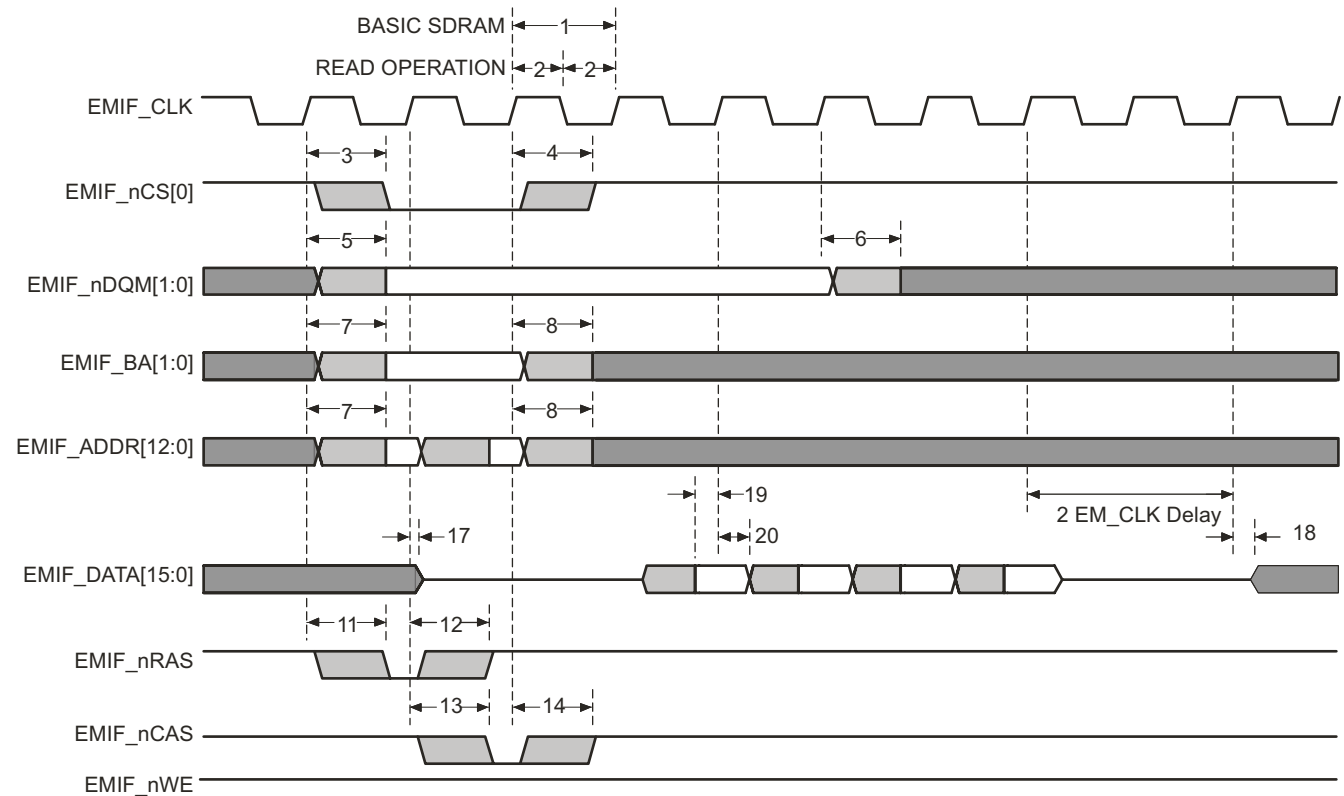 BASIC SDRAM 1
READ OPERATION 2 2
EMIF_CLK
3 4
EMIF_nCS[0]
5 6
EMIF_nDQM[1:0]
7 8
EMIF_BA[1:0]
7 8
EMIF_ADDR[12:0]
19
2 EM_CLK Delay
17 20 18
EMIF_DATA[15:0]
11 12
EMIF_nRAS
13 14
EMIF_nCAS
EMIF_nWE